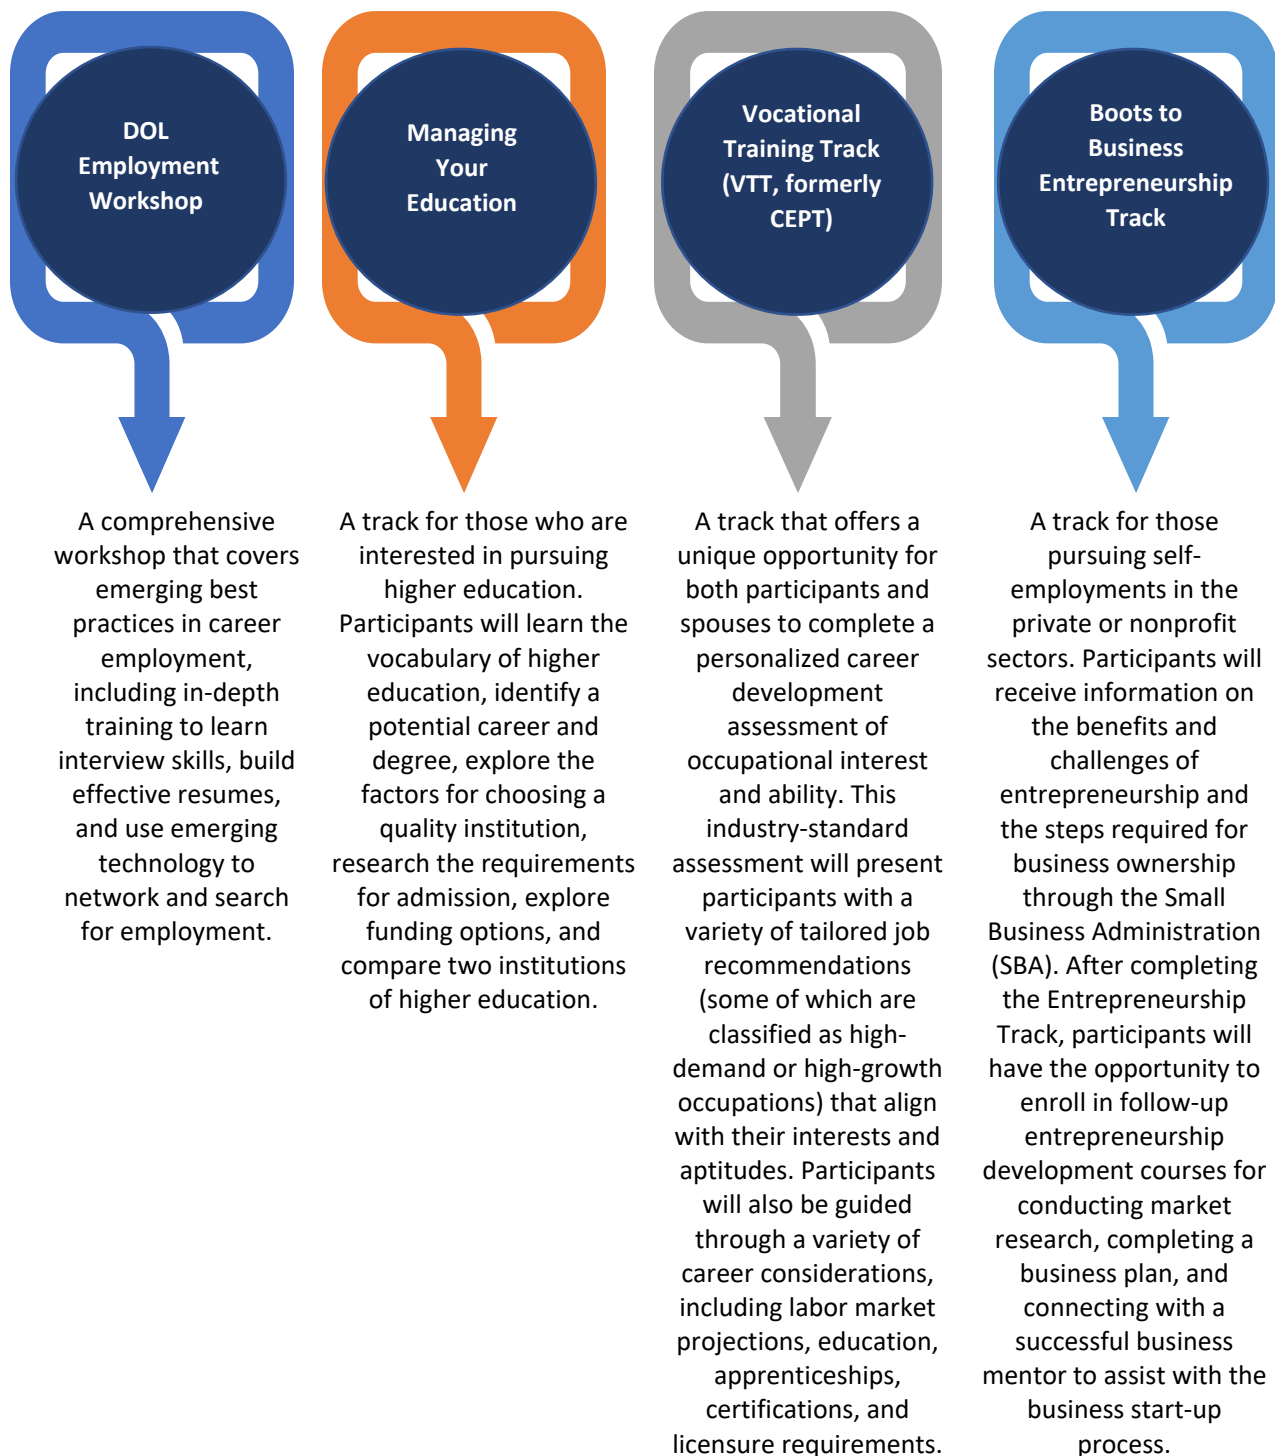 DOL
Employment
Workshop
A comprehensive
workshop that covers
emerging best
practices in career
employment,
including in-depth
training to learn
interview skills, build
effective resumes,
and use emerging
technology to
network and search
for employment.
Managing
Your
Education
A track for those who are
interested in pursuing
higher education.
Participants will learn the
vocabulary of higher
education, identify a
potential career and
degree, explore the
factors for choosing a
quality institution,
research the requirements
for admission, explore
funding options, and
compare two institutions
of higher education.
Vocational
Training Track
(VTT, formerly
CEPT)
A track that offers a
unique opportunity for
both participants and
spouses to complete a
personalized career
development
assessment of
occupational interest
and ability. This
industry-standard
assessment will present
participants with a
variety of tailored job
recommendations
(some of which are
classified as high-
demand or high-growth
occupations) that align
with their interests and
aptitudes. Participants
will also be guided
through a variety of
career considerations,
including labor market
projections, education,
apprenticeships,
certifications, and
licensure requirements.
Boots to
Business
Entrepreneurship
Track
A track for those
pursuing self-
employments in the
private or nonprofit
sectors. Participants will
receive information on
the benefits and
challenges of
entrepreneurship and
the steps required for
business ownership
through the Small
Business Administration
(SBA). After completing
the Entrepreneurship
Track, participants will
have the opportunity to
enroll in follow-up
entrepreneurship
development courses for
conducting market
research, completing a
business plan, and
connecting with a
successful business
mentor to assist with the
business start-up
process.